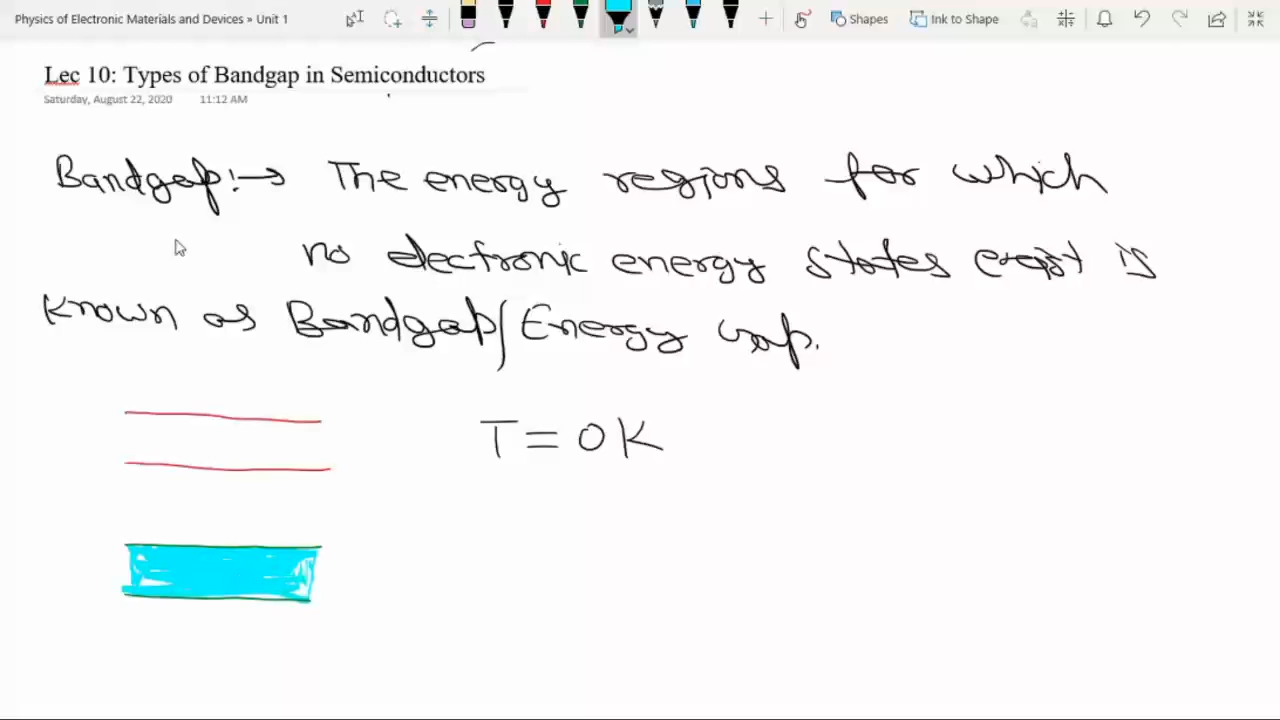 Physics of Electronic Materials and Devices » Unit 1
Shapes
Ink to Shape
Lec 10: Types of Bandgap in Semiconductors
Saturday, August 22, 2020 11:12 AM
Bandgap:→ The energy regions for which
no electronic energy states exist is
known as Bandgap/Energy Gap.
T = 0 K